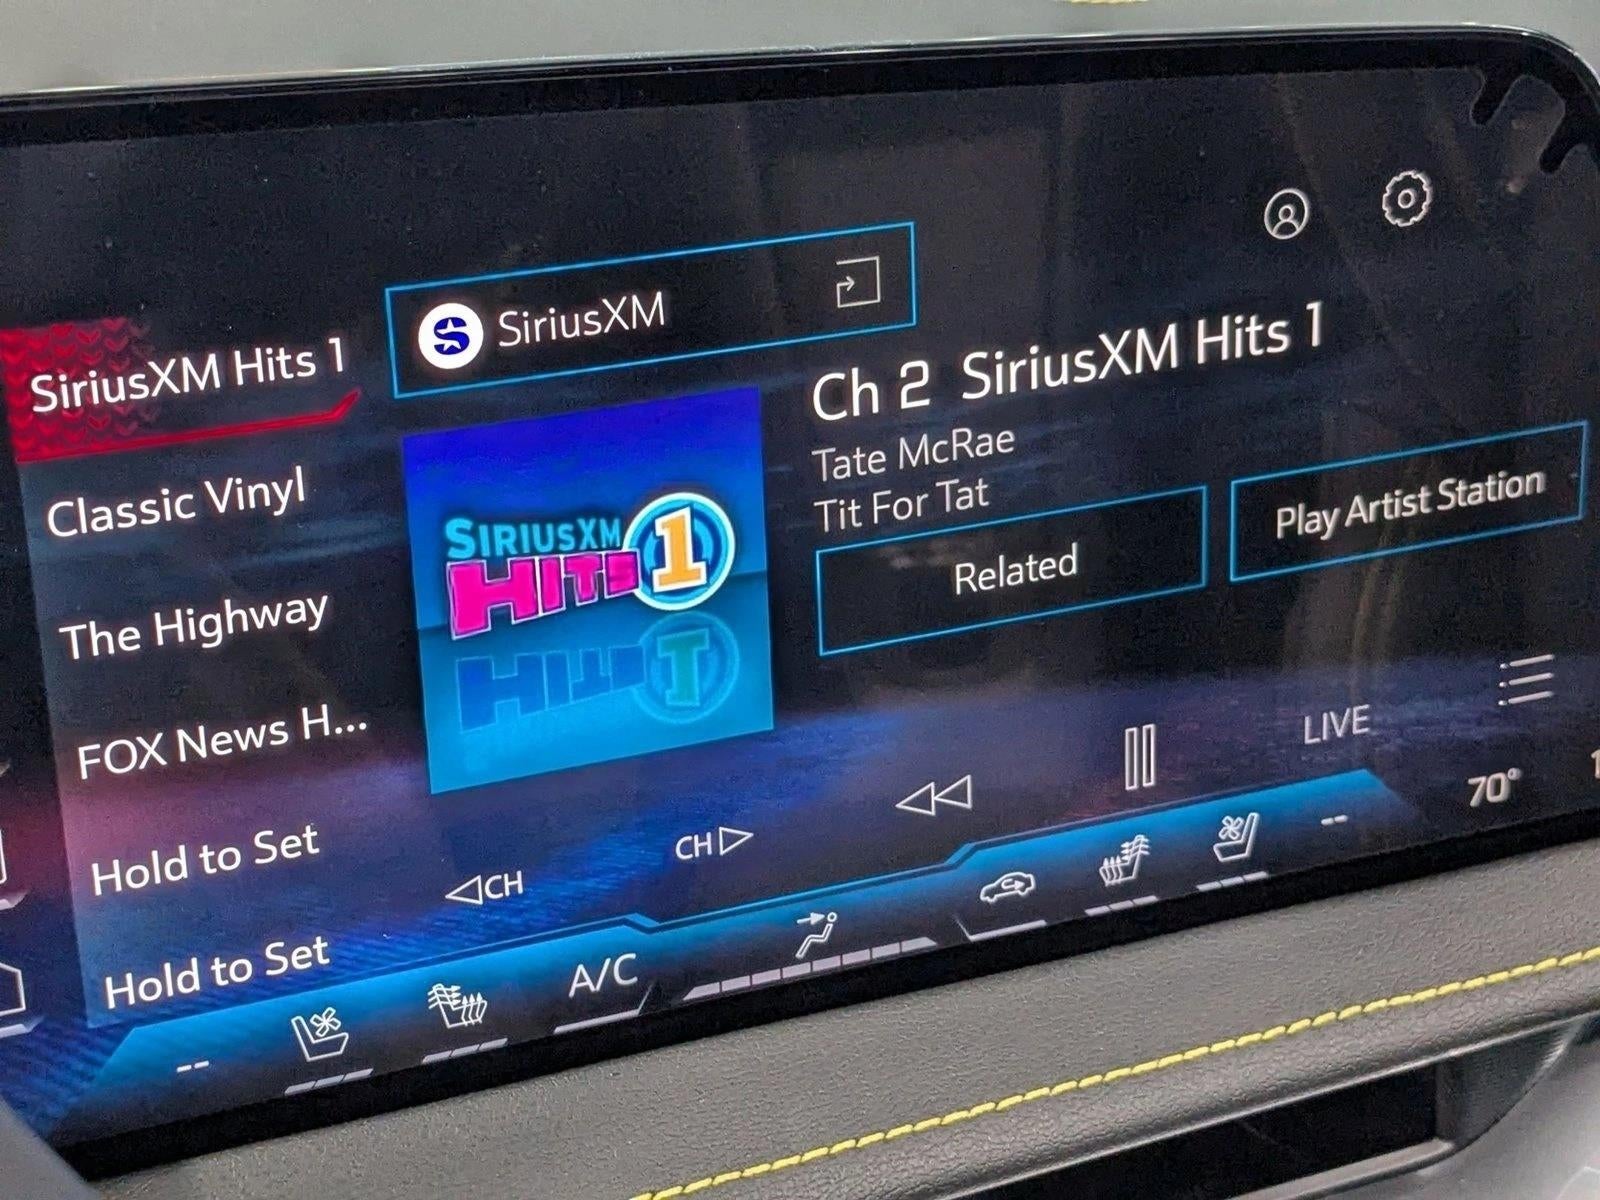 SiriusXM Hits 1
Classic Vinyl
The Highway
FOX News H...
Hold to Set
Hold to Set
SiriusXM
SIRIUSXM
HITS 1
Ch 2 SiriusXM Hits 1
Tate McRae
Tit For Tat
Related
Play Artist Station
CH
CH
LIVE
70°
--
A/C
--